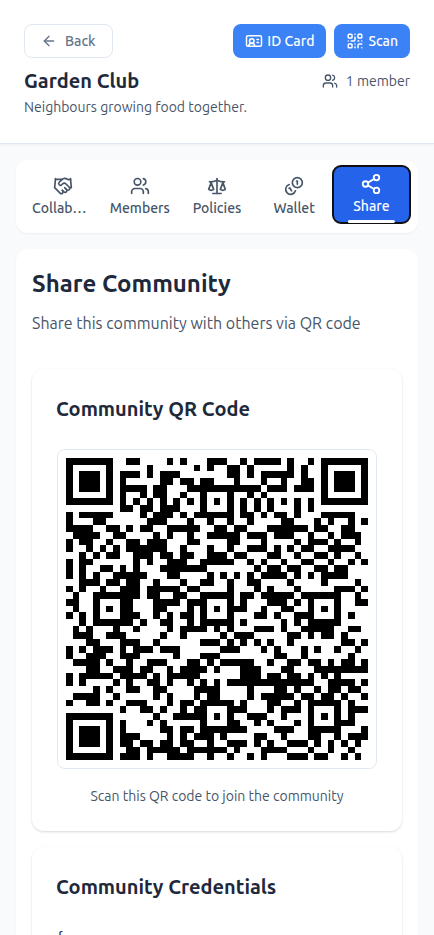 Back
ID Card
Scan
Garden Club
1 member
Neighbours growing food together.
Collab...
Members
Policies
Wallet
Share
Share Community
Share this community with others via QR code
Community QR Code
Scan this QR code to join the community
Community Credentials